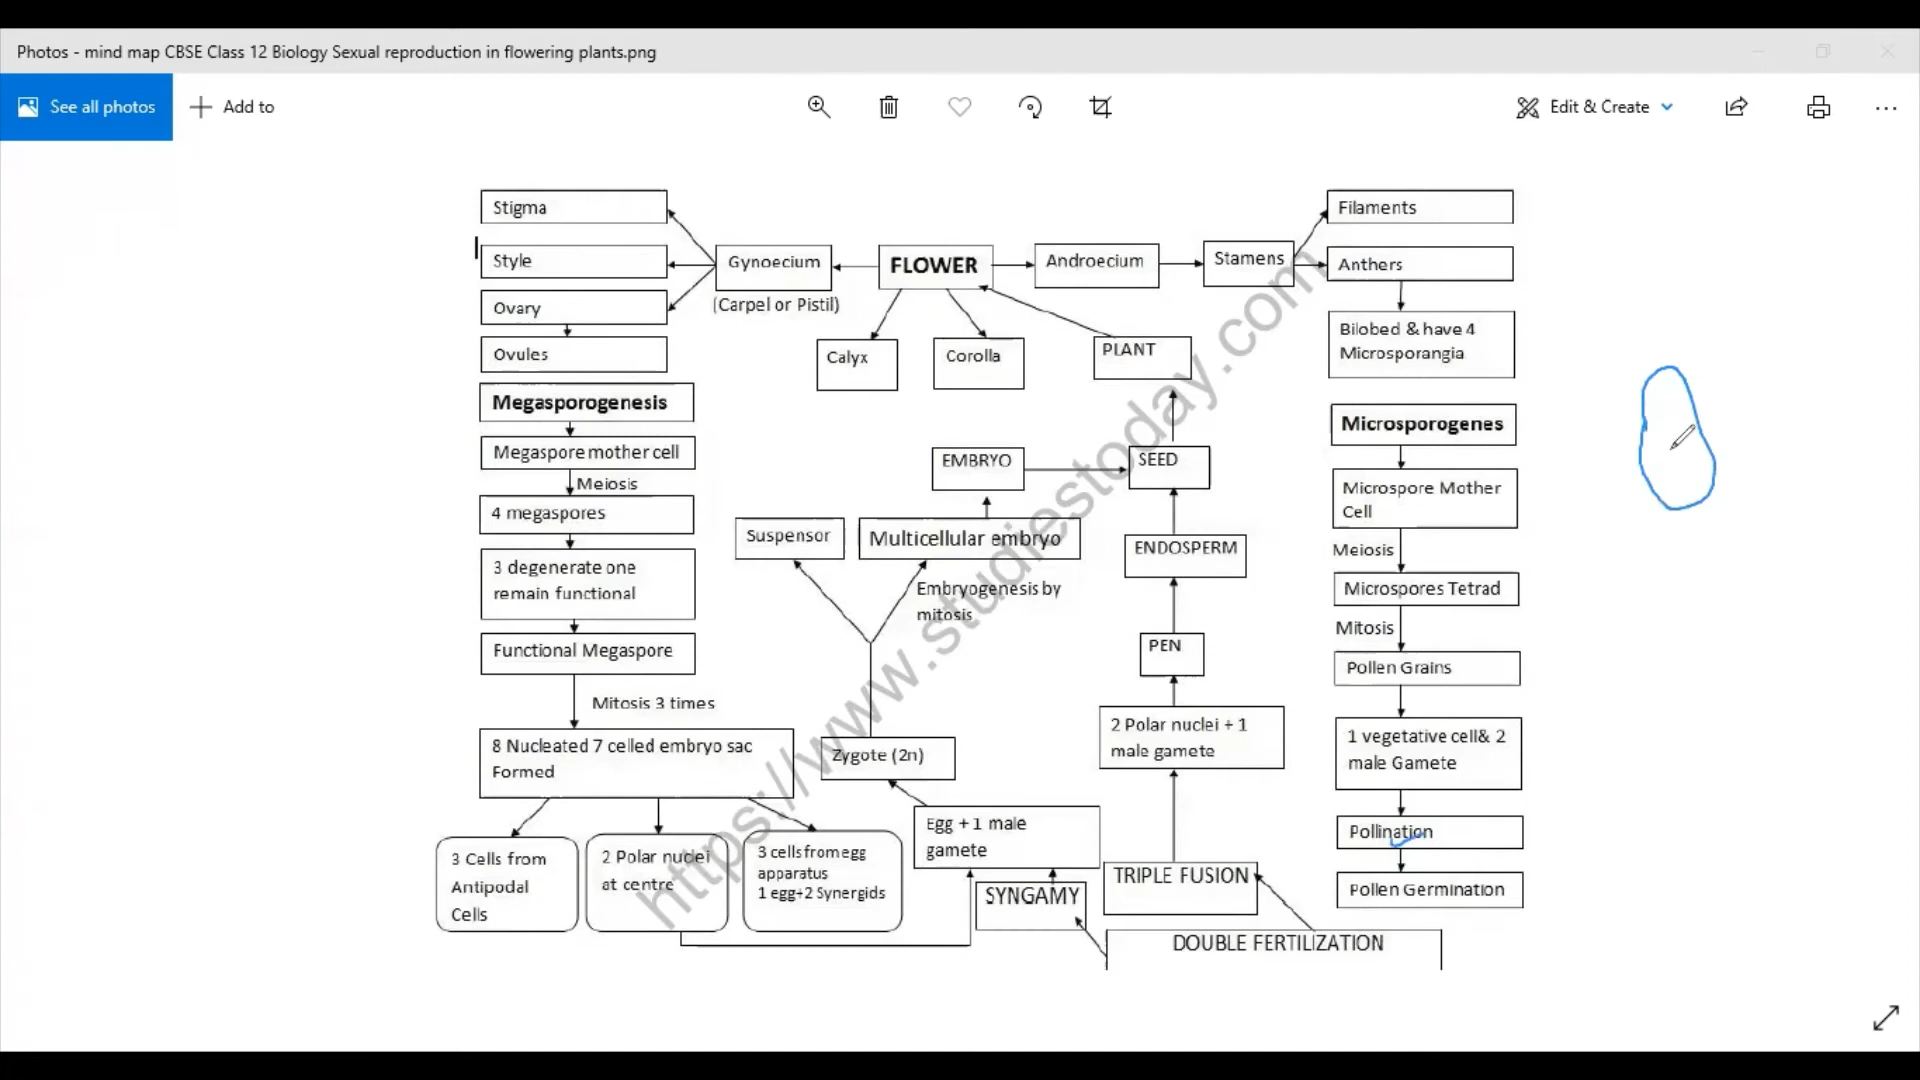 Photos - mind map CBSE Class 12 Biology Sexual reproduction in flowering plants.png
See all photos
Add to
Edit & Create
Stigma
Style
Ovary
Ovules
Gynoecium
(Carpel or Pistil)
FLOWER
Androecium
Stamens
Filaments
Anthers
Bilobed & have 4
Microsporangia
Calyx
Corolla
PLANT
Megasporogenesis
Megaspore mother cell
Meiosis
4 megaspores
3 degenerate one
remain functional
Functional Megaspore
Mitosis 3 times
8 Nucleated 7 celled embryo sac
Formed
3 Cells from
Antipodal
Cells
2 Polar nuclei
at centre
3 cells from egg
apparatus
1 egg+2 Synergids
EMBRYO
SEED
Suspensor
Multicellular embryo
Embryogenesis by
mitosis
ENDOSPERM
PEN
2 Polar nuclei + 1
male gamete
Zygote (2n)
Egg + 1 male
gamete
SYNGAMY
TRIPLE FUSION
DOUBLE FERTILIZATION
Microsporogenes
Microspore Mother
Cell
Meiosis
Microspores Tetrad
Mitosis
Pollen Grains
1 vegetative cell& 2
male Gamete
Pollination
Pollen Germination
https://www.studiestoday.com